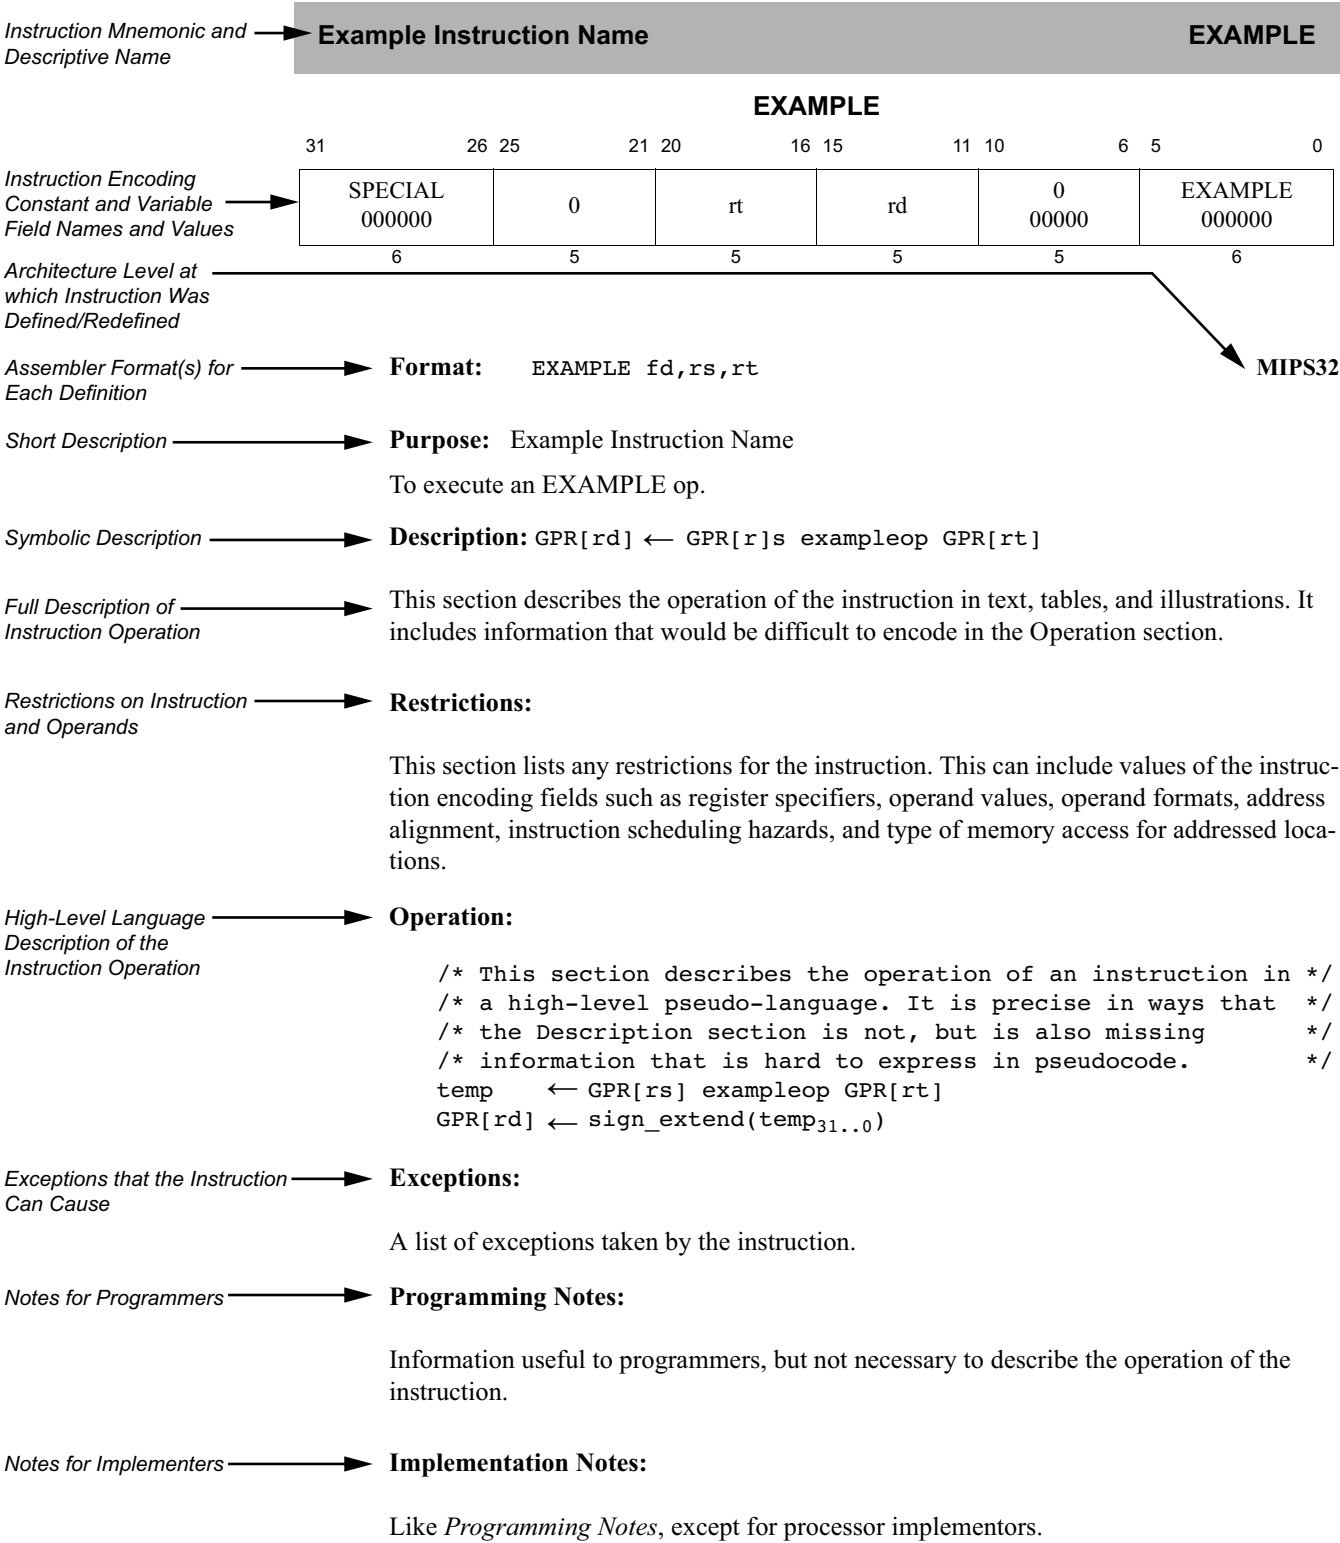 Instruction Mnemonic and
Descriptive Name
Example Instruction Name EXAMPLE
EXAMPLE
31 26 25 21 20 16 15 11 10 6 5 0
Instruction Encoding
Constant and Variable
Field Names and Values
SPECIAL
000000
0
rt
rd
0
00000
EXAMPLE
000000
6 5 5 5 5 6
Architecture Level at
which Instruction Was
Defined/Redefined
Assembler Format(s) for
Each Definition
Format: EXAMPLE fd,rs,rt MIPS32
Short Description
Purpose: Example Instruction Name
To execute an EXAMPLE op.
Symbolic Description
Description: GPR[rd] ← GPR[r]s exampleop GPR[rt]
Full Description of
Instruction Operation
This section describes the operation of the instruction in text, tables, and illustrations. It
includes information that would be difficult to encode in the Operation section.
Restrictions on Instruction
and Operands
Restrictions:
This section lists any restrictions for the instruction. This can include values of the instruc-
tion encoding fields such as register specifiers, operand values, operand formats, address
alignment, instruction scheduling hazards, and type of memory access for addressed loca-
tions.
High-Level Language
Description of the
Instruction Operation
Operation:
/* This section describes the operation of an instruction in */
/* a high-level pseudo-language. It is precise in ways that */
/* the Description section is not, but is also missing */
/* information that is hard to express in pseudocode. */
temp ← GPR[rs] exampleop GPR[rt]
GPR[rd] ← sign_extend(temp31..0)
Exceptions that the Instruction
Can Cause
Exceptions:
A list of exceptions taken by the instruction.
Notes for Programmers
Programming Notes:
Information useful to programmers, but not necessary to describe the operation of the
instruction.
Notes for Implementers
Implementation Notes:
Like Programming Notes, except for processor implementors.